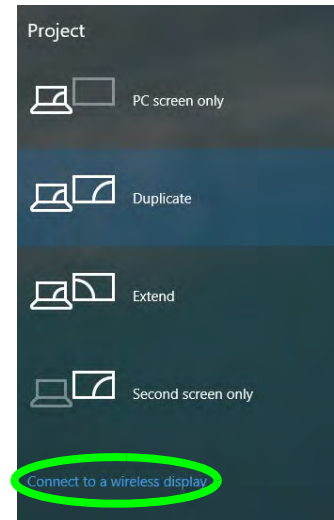 Project
PC screen only
Duplicate
Extend
Second screen only
Connect to a wireless display